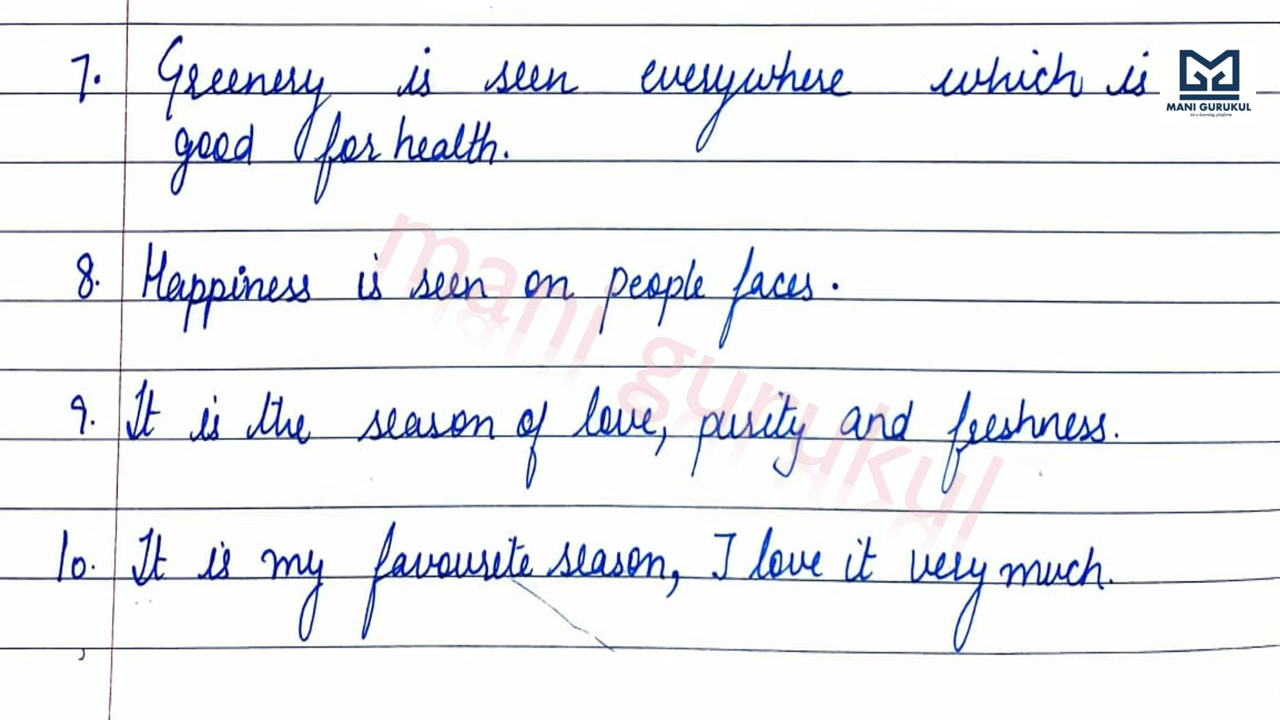 7. Greenery is seen everywhere which is
good for health.
MANI GURUKUL
mani gurukul
8. Happiness is seen on people faces.
9. It is the season of love, purity and freshness.
10. It is my favourete season, I love it very much.